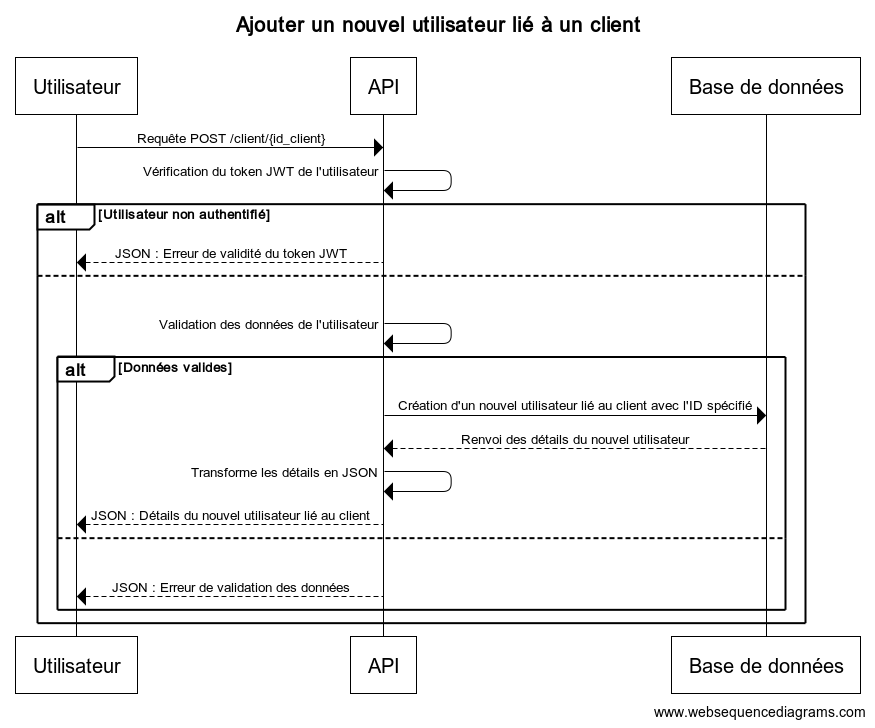 Ajouter un nouvel utilisateur lié à un client
Utilisateur
API
Base de données
Requête POST /client/{id_client}
Vérification du token JWT de l'utilisateur
alt
[Utilisateur non authentifié]
JSON : Erreur de validité du token JWT
Validation des données de l'utilisateur
alt
[Données valides]
Création d'un nouvel utilisateur lié au client avec l'ID spécifié
Renvoi des détails du nouvel utilisateur
Transforme les détails en JSON
JSON : Détails du nouvel utilisateur lié au client
JSON : Erreur de validation des données
Utilisateur
API
Base de données
www.websequencediagrams.com